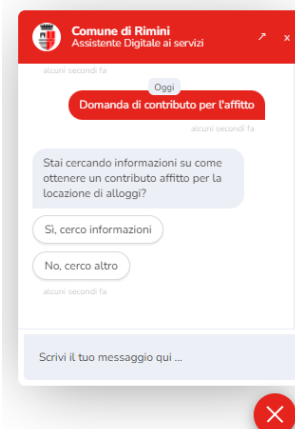 Comune di Rimini
Assistente Digitale ai servizi
x
alcuni secondi fa
Oggi
Domanda di contributo per l'affitto
alcuni secondi fa
Stai cercando informazioni su come
ottenere un contributo affitto per la
locazione di alloggi?
Sì, cerco informazioni
No, cerco altro
alcuni secondi fa
Scrivi il tuo messaggio qui ...